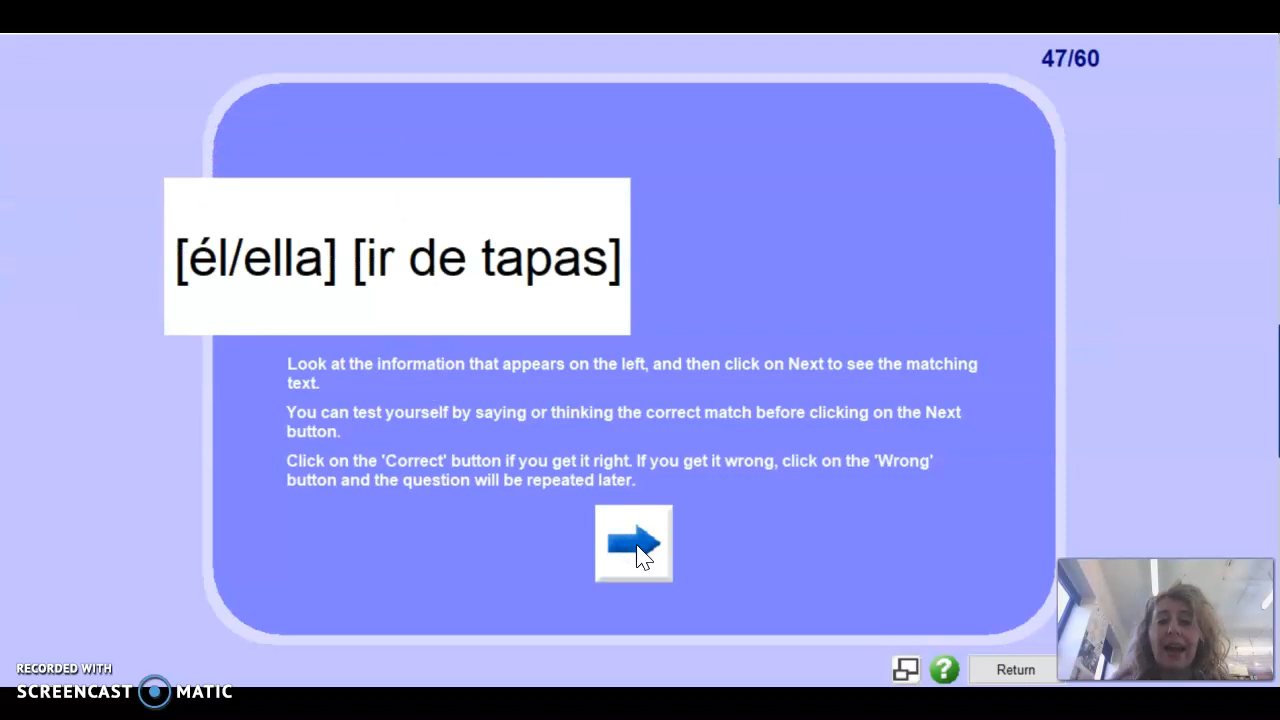 47/60
[él/ella] [ir de tapas]
Look at the information that appears on the left, and then click on Next to see the matching
text.
You can test yourself by saying or thinking the correct match before clicking on the Next
button.
Click on the 'Correct' button if you get it right. If you get it wrong, click on the 'Wrong'
button and the question will be repeated later.
? Return
RECORDED WITH
SCREENCAST MATIC